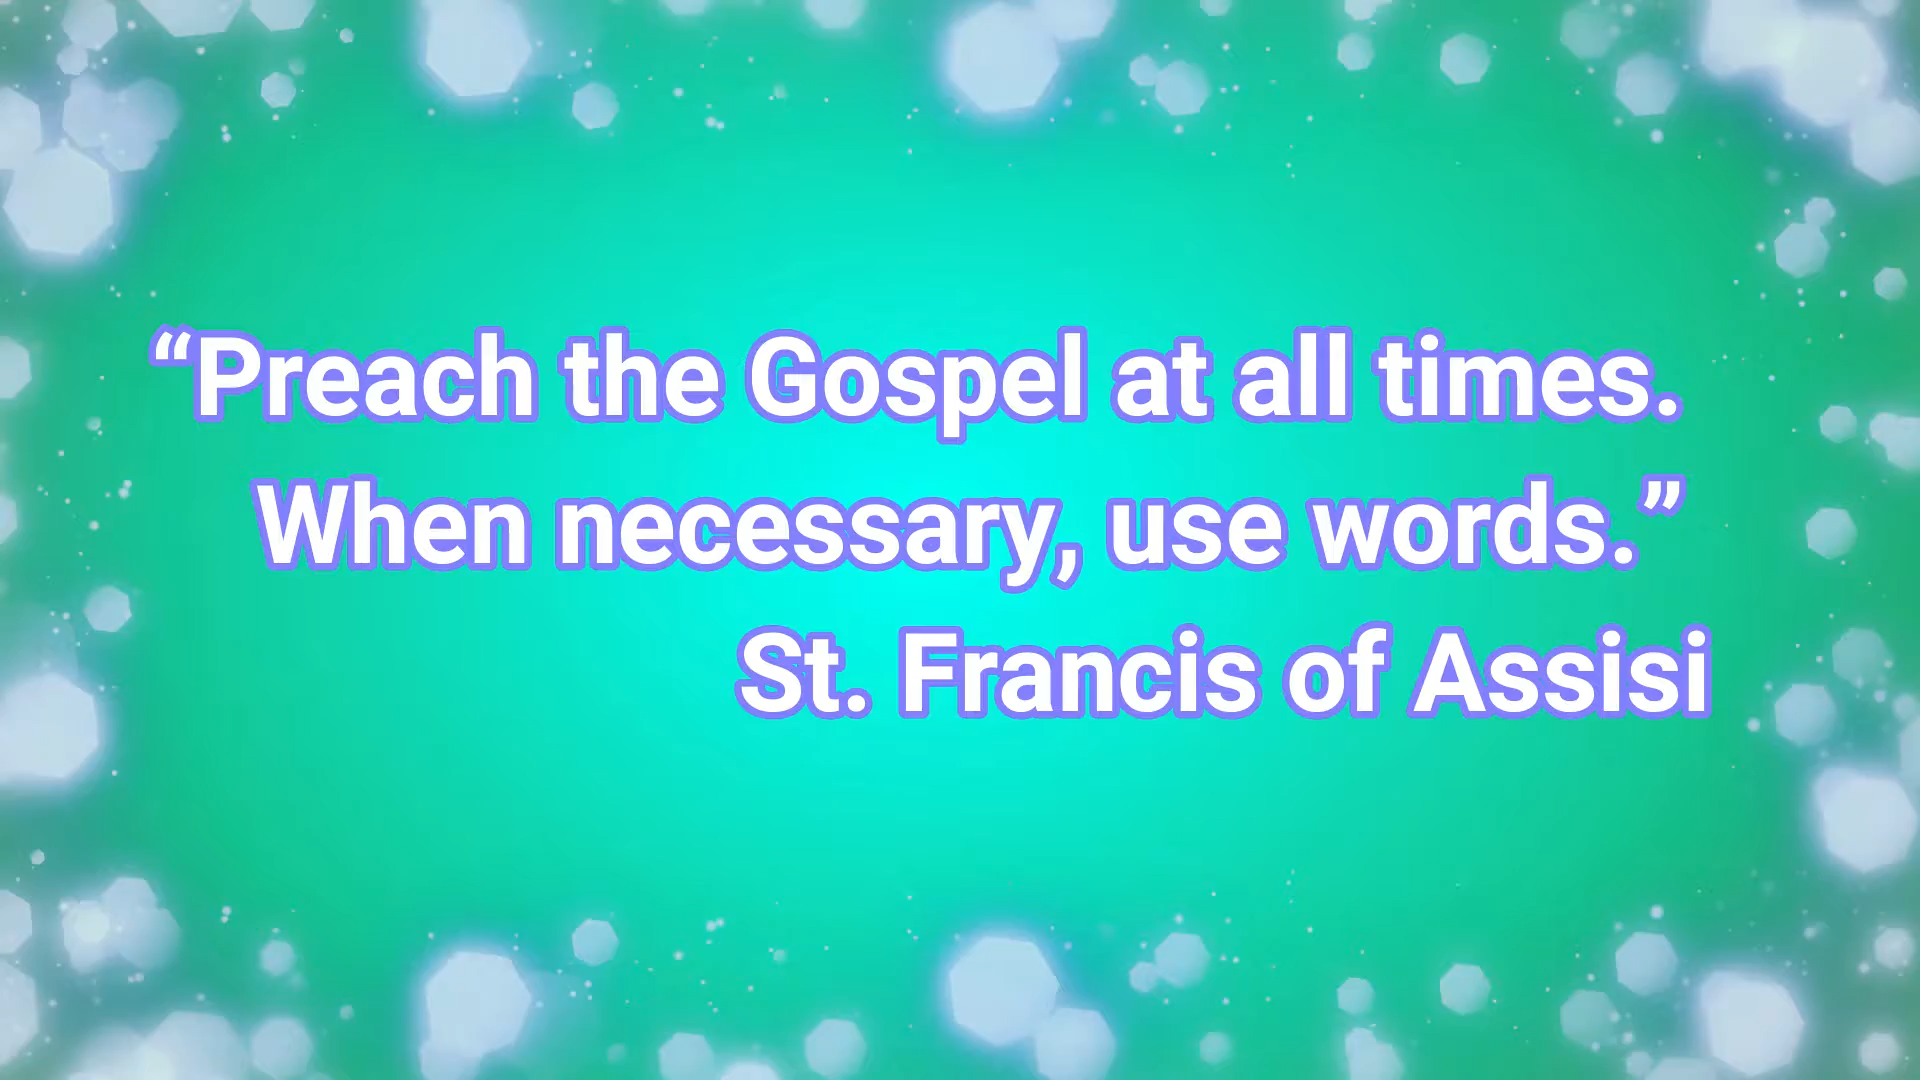 “Preach the Gospel at all times.
When necessary, use words.”
St. Francis of Assisi